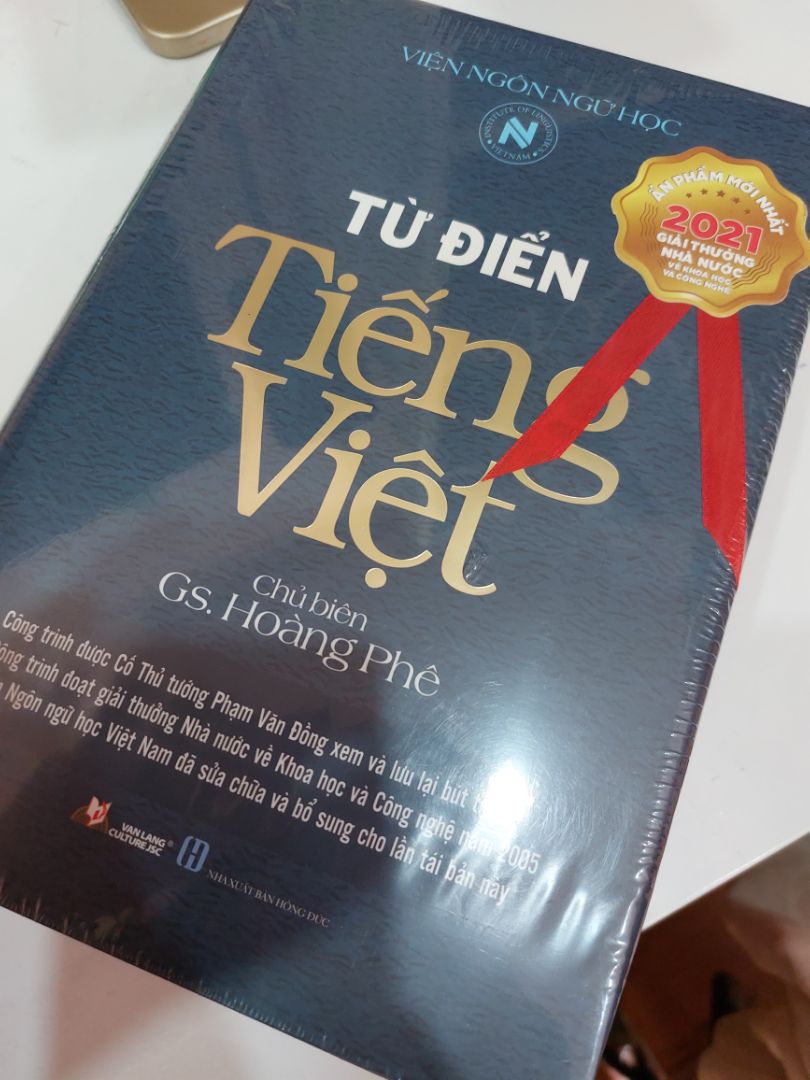 VIỆN NGÔN NGỮ HỌC
INSTITUTE OF LINGUISTICS
VIETNAM
ẤN PHẨM MỚI NHẤT
2021
GIẢI THƯỞNG
NHÀ NƯỚC
VỀ KHOA HỌC
VÀ CÔNG NGHỆ
TỪ ĐIỂN
Tiếng
Việt
Chủ biên
Gs. Hoàng Phê
Công trình được Cố Thủ tướng Phạm Văn Đồng xem và lưu lại bút
trình đoạt giải thưởng Nhà nước về Khoa học và Công nghệ năm 2005
Ngôn ngữ học Việt Nam đã sửa chữa và bổ sung cho lần tái bản này
VAN LANG®
CULTURE.JSC
NHÀ XUẤT BẢN HỒNG ĐỨC